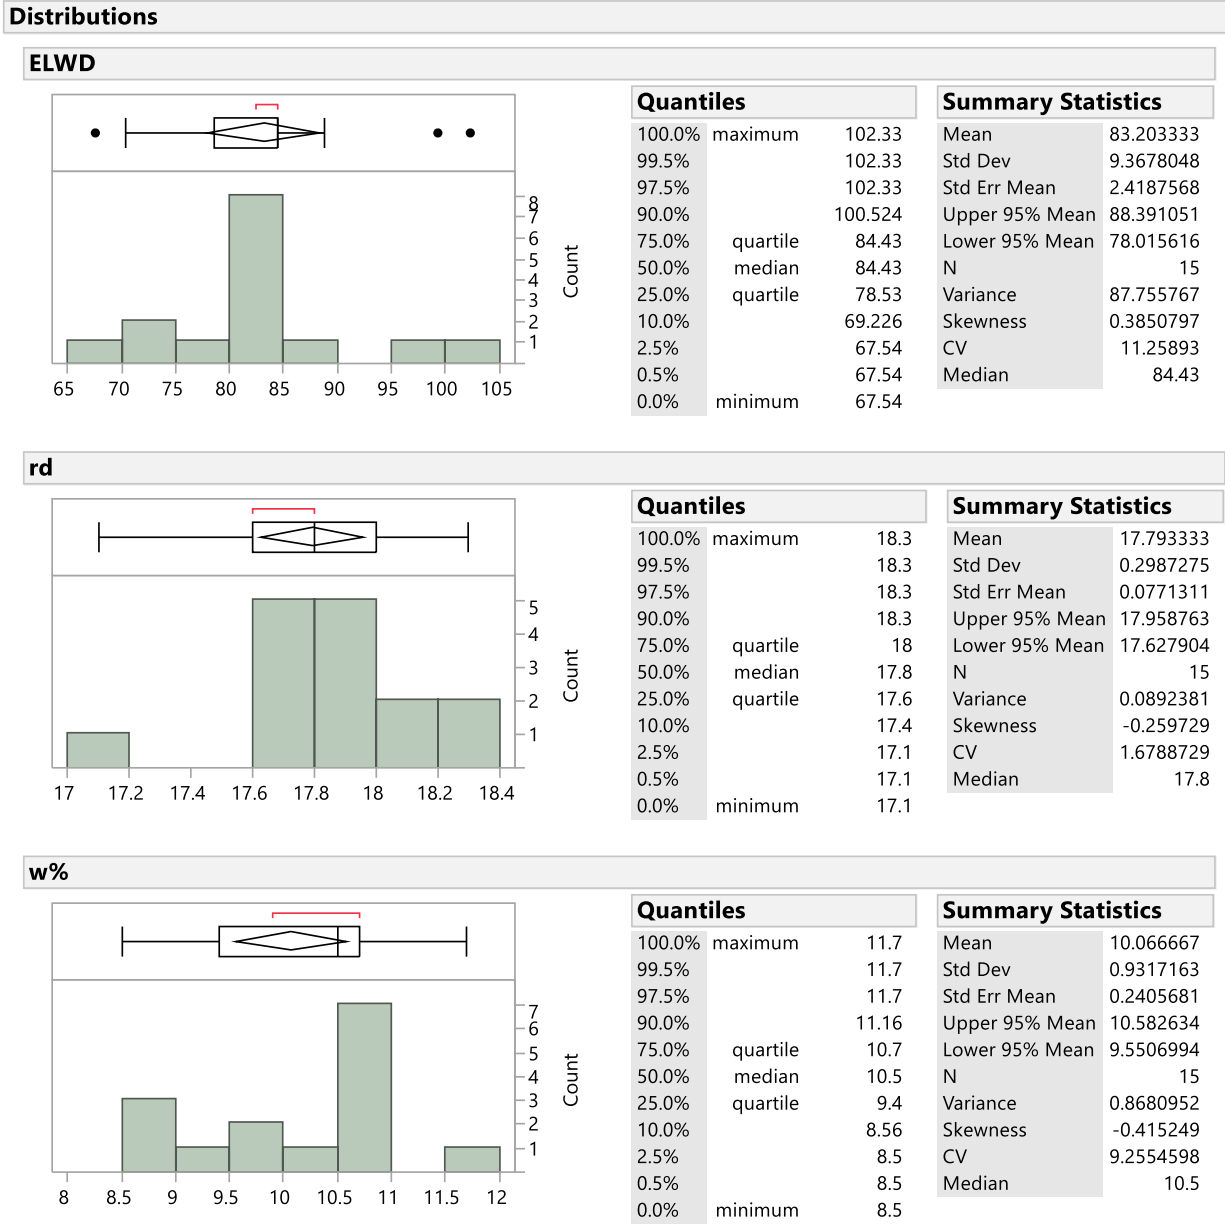 Distributions
ELWD
8
7
6
5
4
3
2
1
Count
65 70 75 80 85 90 95 100 105
Quantiles
100.0% maximum 102.33
99.5% 102.33
97.5% 102.33
90.0% 100.524
75.0% quartile 84.43
50.0% median 84.43
25.0% quartile 78.53
10.0% 69.226
2.5% 67.54
0.5% 67.54
0.0% minimum 67.54
Summary Statistics
Mean 83.203333
Std Dev 9.3678048
Std Err Mean 2.4187568
Upper 95% Mean 88.391051
Lower 95% Mean 78.015616
N 15
Variance 87.755767
Skewness 0.3850797
CV 11.25893
Median 84.43
rd
5
4
3
2
1
Count
17 17.2 17.4 17.6 17.8 18 18.2 18.4
Quantiles
100.0% maximum 18.3
99.5% 18.3
97.5% 18.3
90.0% 18.3
75.0% quartile 18
50.0% median 17.8
25.0% quartile 17.6
10.0% 17.4
2.5% 17.1
0.5% 17.1
0.0% minimum 17.1
Summary Statistics
Mean 17.793333
Std Dev 0.2987275
Std Err Mean 0.0771311
Upper 95% Mean 17.958763
Lower 95% Mean 17.627904
N 15
Variance 0.0892381
Skewness -0.259729
CV 1.6788729
Median 17.8
w%
7
6
5
4
3
2
1
Count
8 8.5 9 9.5 10 10.5 11 11.5 12
Quantiles
100.0% maximum 11.7
99.5% 11.7
97.5% 11.7
90.0% 11.16
75.0% quartile 10.7
50.0% median 10.5
25.0% quartile 9.4
10.0% 8.56
2.5% 8.5
0.5% 8.5
0.0% minimum 8.5
Summary Statistics
Mean 10.066667
Std Dev 0.9317163
Std Err Mean 0.2405681
Upper 95% Mean 10.582634
Lower 95% Mean 9.5506994
N 15
Variance 0.8680952
Skewness -0.415249
CV 9.2554598
Median 10.5